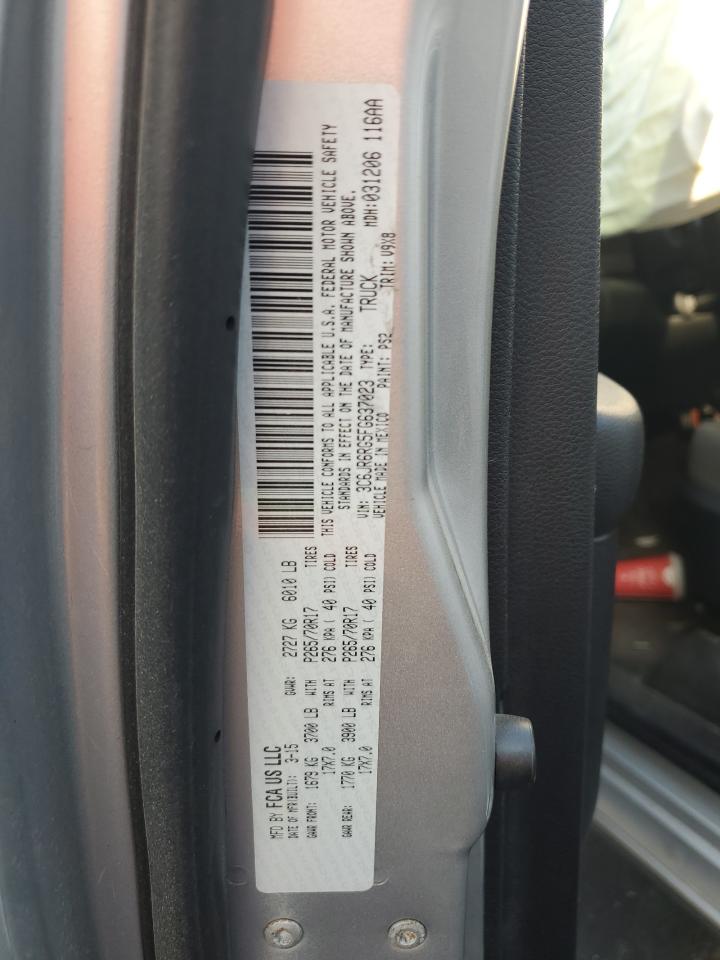 MFD BY FCA US LLC
DATE OF MFR(BUILT): 3-15 GVWR: 2727 KG 6010 LB
GAWR FRONT: 1679 KG 3700 LB WITH P265/70R17 TIRES
17X7.0 RIMS AT 276 KPA ( 40 PSI) COLD
GAWR REAR: 1770 KG 3900 LB WITH P265/70R17 TIRES
17X7.0 RIMS AT 276 KPA ( 40 PSI) COLD
THIS VEHICLE CONFORMS TO ALL APPLICABLE U.S.A. FEDERAL MOTOR VEHICLE SAFETY
STANDARDS IN EFFECT ON THE DATE OF MANUFACTURE SHOWN ABOVE.
VIN: 3C6JR6RG5FG637023 TYPE: TRUCK MDH:031206 116AA
VEHICLE MADE IN MEXICO PAINT: PS2 TRIM: V9X8